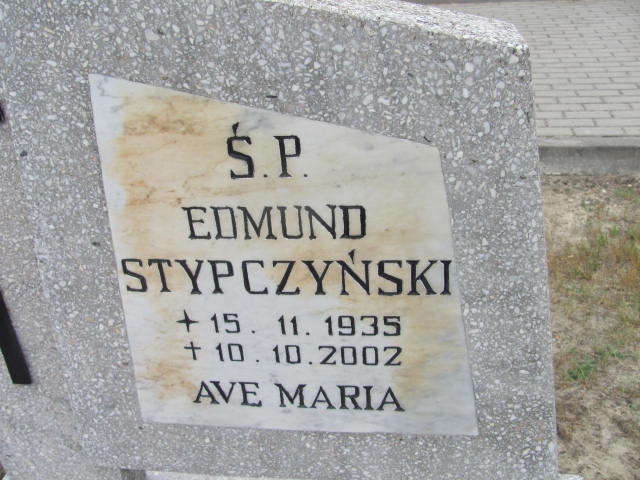 Ś.P.
EDMUND
STYPCZYŃSKI
✦ 15. 11. 1935
✝ 10.10.2002
AVE MARIA